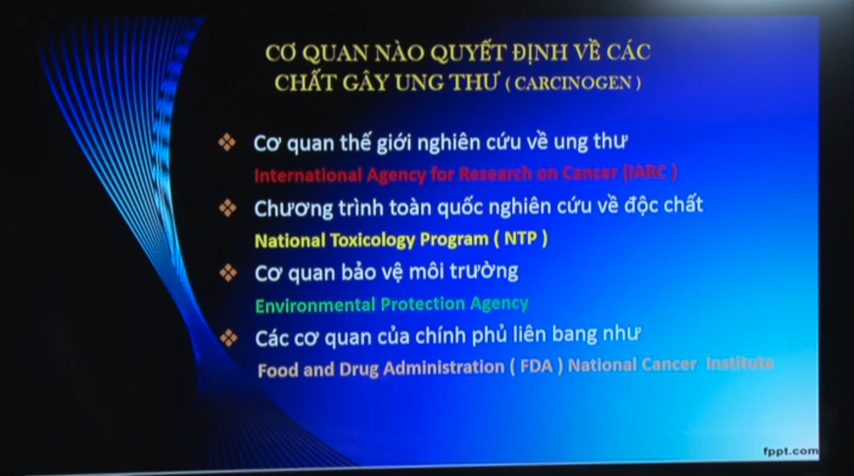 CƠ QUAN NÀO QUYẾT ĐỊNH VỀ CÁC
CHẤT GÂY UNG THƯ ( CARCINOGEN )
Cơ quan thế giới nghiên cứu về ung thư
International Agency for Research on Cancer (IARC )
Chương trình toàn quốc nghiên cứu về độc chất
National Toxicology Program ( NTP )
Cơ quan bảo vệ môi trường
Environmental Protection Agency
Các cơ quan của chính phủ liên bang như
Food and Drug Administration ( FDA ) National Cancer Institute
fppt.com